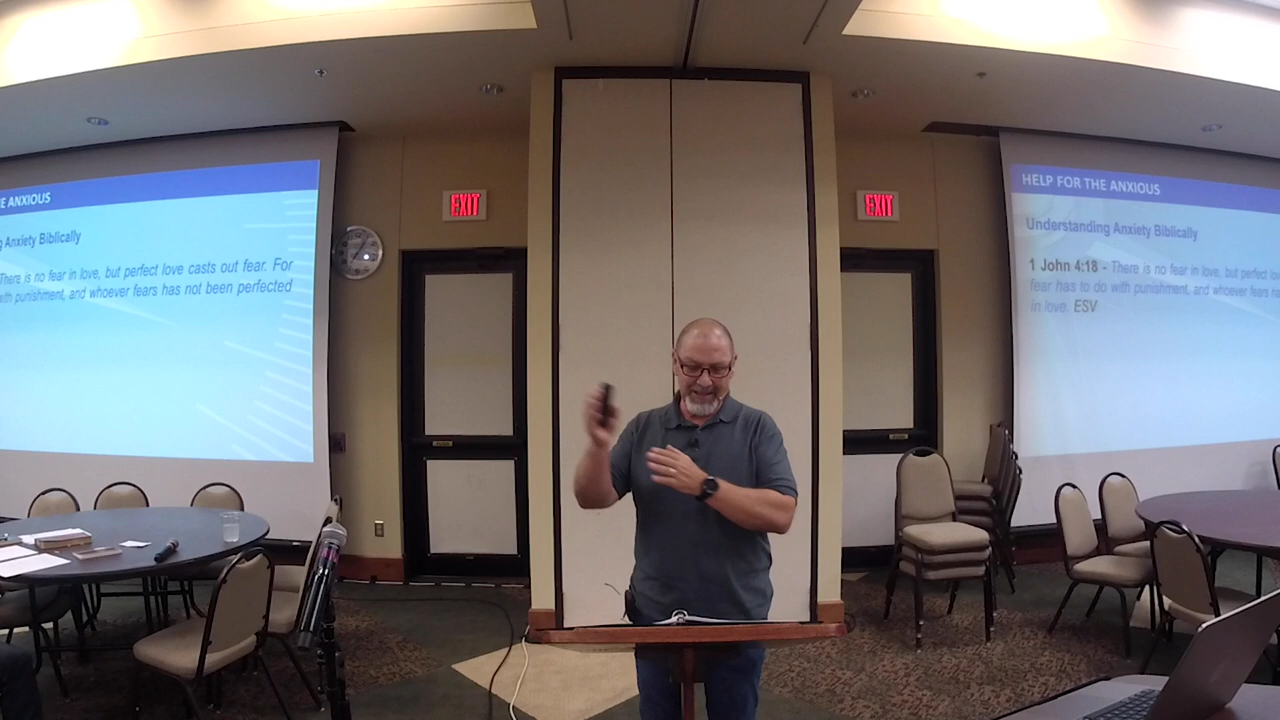 E ANXIOUS
g Anxiety Biblically
There is no fear in love, but perfect love casts out fear. For
with punishment, and whoever fears has not been perfected
EXIT
EXIT
HELP FOR THE ANXIOUS
Understanding Anxiety Biblically
1 John 4:18 - There is no fear in love, but perfect lo
fear has to do with punishment, and whoever fears ha
in love. ESV